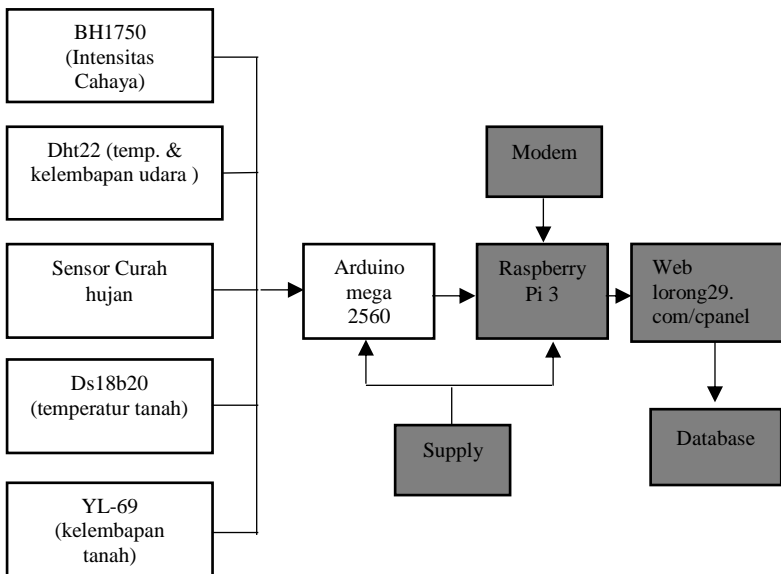 BH1750
(Intensitas
Cahaya)
Dht22 (temp. &
kelembapan udara )
Sensor Curah
hujan
Ds18b20
(temperatur tanah)
YL-69
(kelembapan
tanah)
Arduino
mega
2560
Modem
Raspberry
Pi 3
Supply
Web
lorong29.
com/cpanel
Database